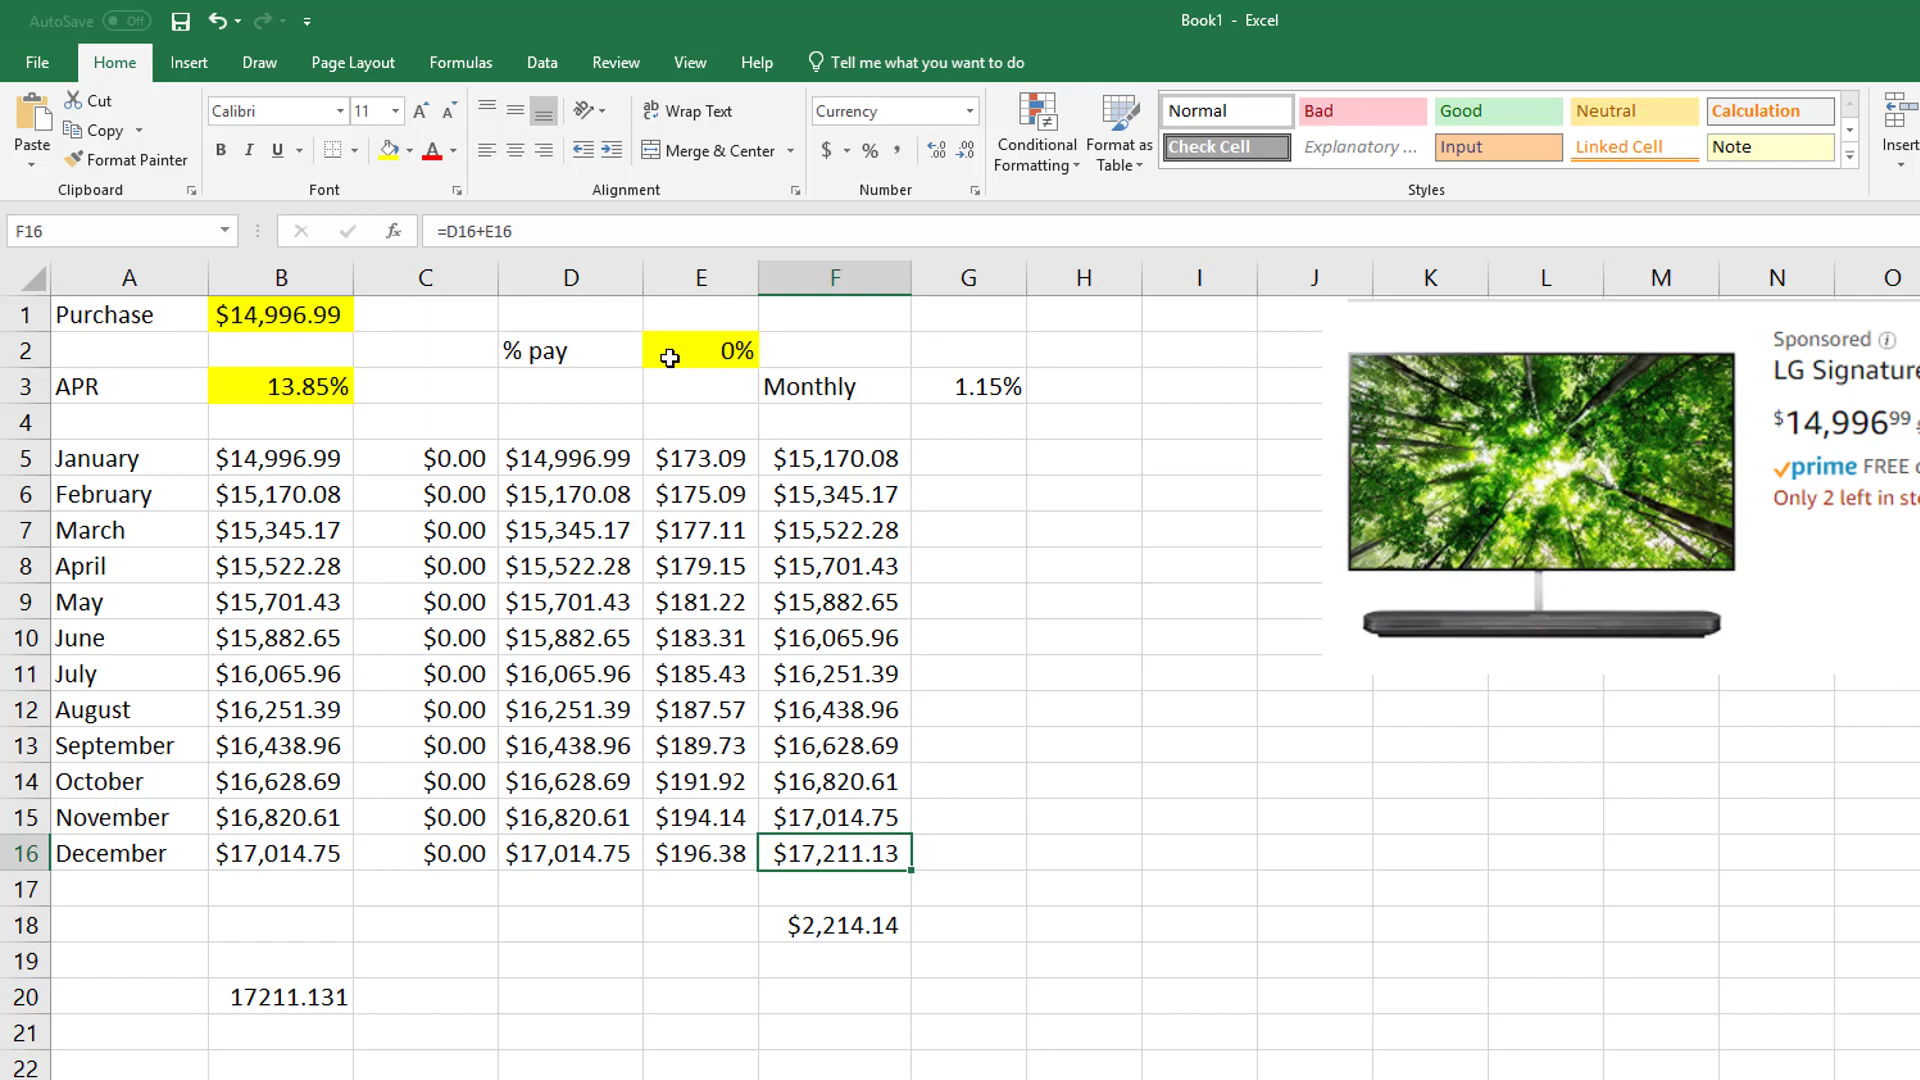 AutoSave Off
Book1 - Excel
File Home Insert Draw Page Layout Formulas Data Review View Help Tell me what you want to do
Paste
Cut
Copy
Format Painter
Clipboard
Calibri 11
B I U
Font
Wrap Text
Merge & Center
Alignment
Currency
$ % ,
Number
Conditional Formatting
Format as Table
Normal Bad Good Neutral Calculation
Check Cell Explanatory ... Input Linked Cell Note
Styles
Insert
F16 fx =D16+E16
A B C D E F G H I J K L M N O
1 Purchase $14,996.99
2 % pay 0%
3 APR 13.85% Monthly 1.15%
4
5 January $14,996.99 $0.00 $14,996.99 $173.09 $15,170.08
6 February $15,170.08 $0.00 $15,170.08 $175.09 $15,345.17
7 March $15,345.17 $0.00 $15,345.17 $177.11 $15,522.28
8 April $15,522.28 $0.00 $15,522.28 $179.15 $15,701.43
9 May $15,701.43 $0.00 $15,701.43 $181.22 $15,882.65
10 June $15,882.65 $0.00 $15,882.65 $183.31 $16,065.96
11 July $16,065.96 $0.00 $16,065.96 $185.43 $16,251.39
12 August $16,251.39 $0.00 $16,251.39 $187.57 $16,438.96
13 September $16,438.96 $0.00 $16,438.96 $189.73 $16,628.69
14 October $16,628.69 $0.00 $16,628.69 $191.92 $16,820.61
15 November $16,820.61 $0.00 $16,820.61 $194.14 $17,014.75
16 December $17,014.75 $0.00 $17,014.75 $196.38 $17,211.13
17
18 $2,214.14
19
20 17211.131
21
22
Sponsored
LG Signature
$14,996.99
prime FREE
Only 2 left in